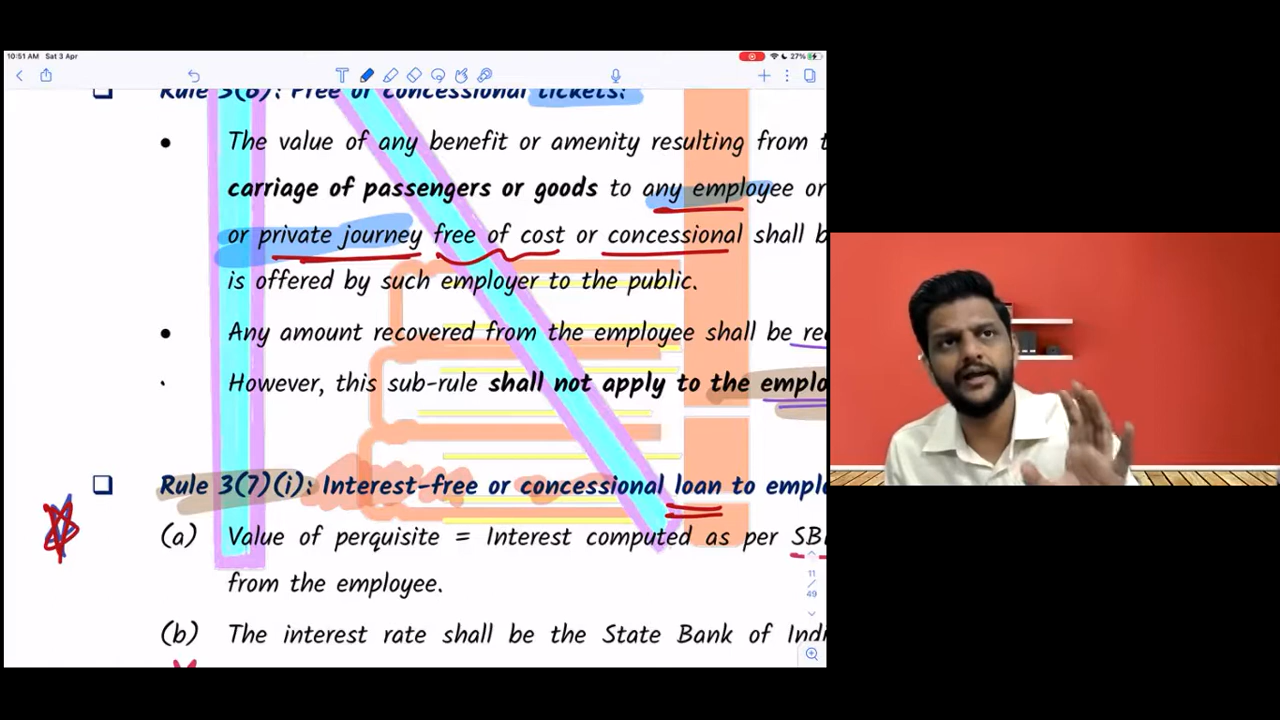 10:51 AM Sat 3 Apr
27%
Rule 3(6): Free or concessional tickets:
The value of any benefit or amenity resulting from
carriage of passengers or goods to any employee or
or private journey free of cost or concessional shall
is offered by such employer to the public.
Any amount recovered from the employee shall be
However, this sub-rule shall not apply to the
Rule 3(7)(i): Interest-free or concessional loan to
(a) Value of perquisite = Interest computed as per
from the employee.
(b) The interest rate shall be the State Bank of
11
49